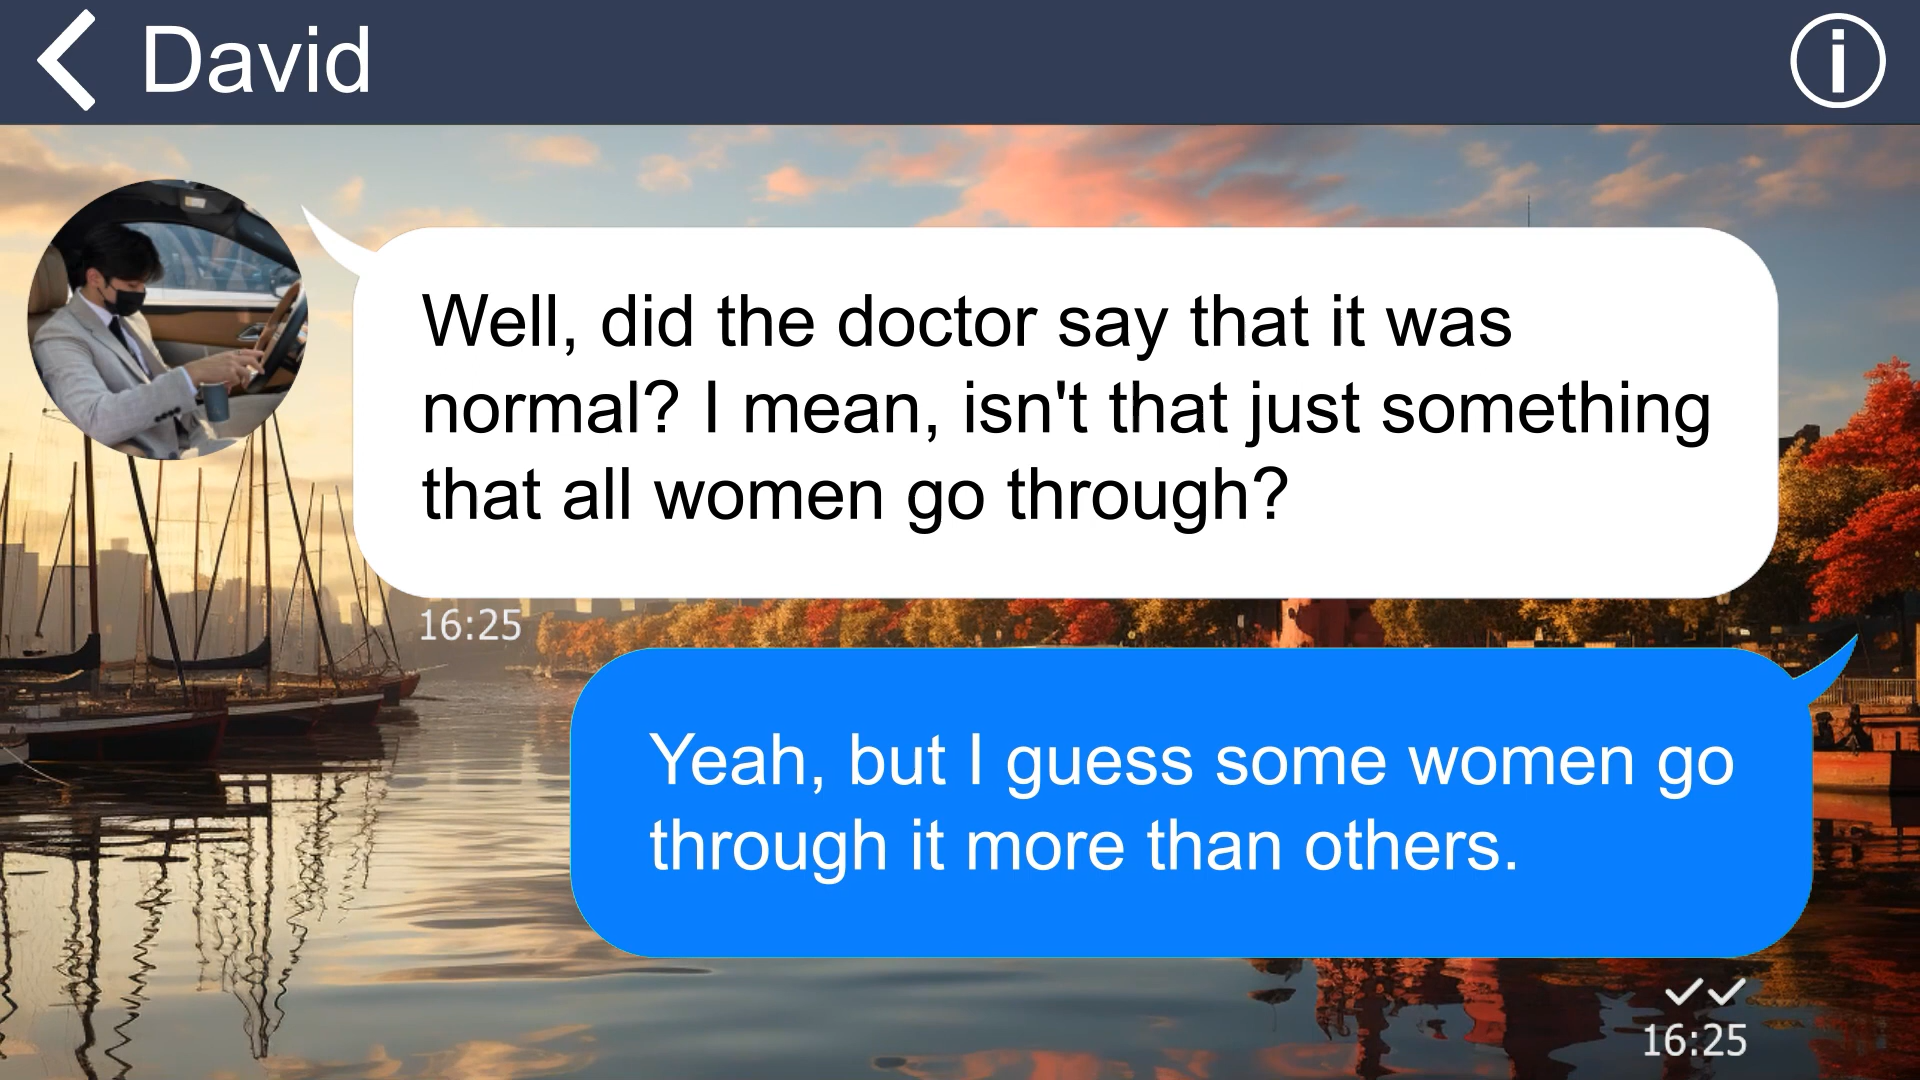 David
Well, did the doctor say that it was
normal? I mean, isn't that just something
that all women go through?
16:25
Yeah, but I guess some women go
through it more than others.
16:25